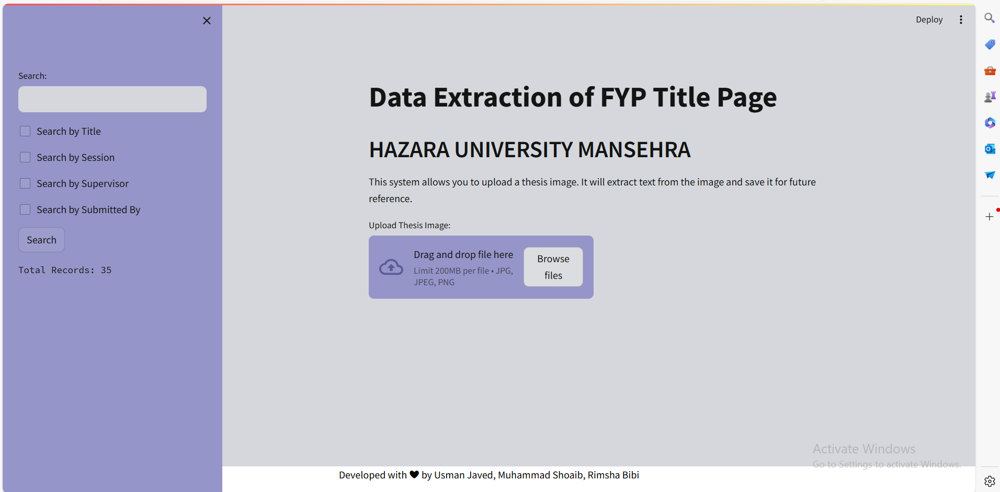 Deploy
Search:
Search by Title
Search by Session
Search by Supervisor
Search by Submitted By
Search
Total Records: 35
Data Extraction of FYP Title Page
HAZARA UNIVERSITY MANSEHRA
This system allows you to upload a thesis image. It will extract text from the image and save it for future
reference.
Upload Thesis Image:
Drag and drop file here
Limit 200MB per file • JPG,
JPEG, PNG
Browse
files
Activate Windows
Go to Settings to activate Windows.
Developed with ♥ by Usman Javed, Muhammad Shoaib, Rimsha Bibi